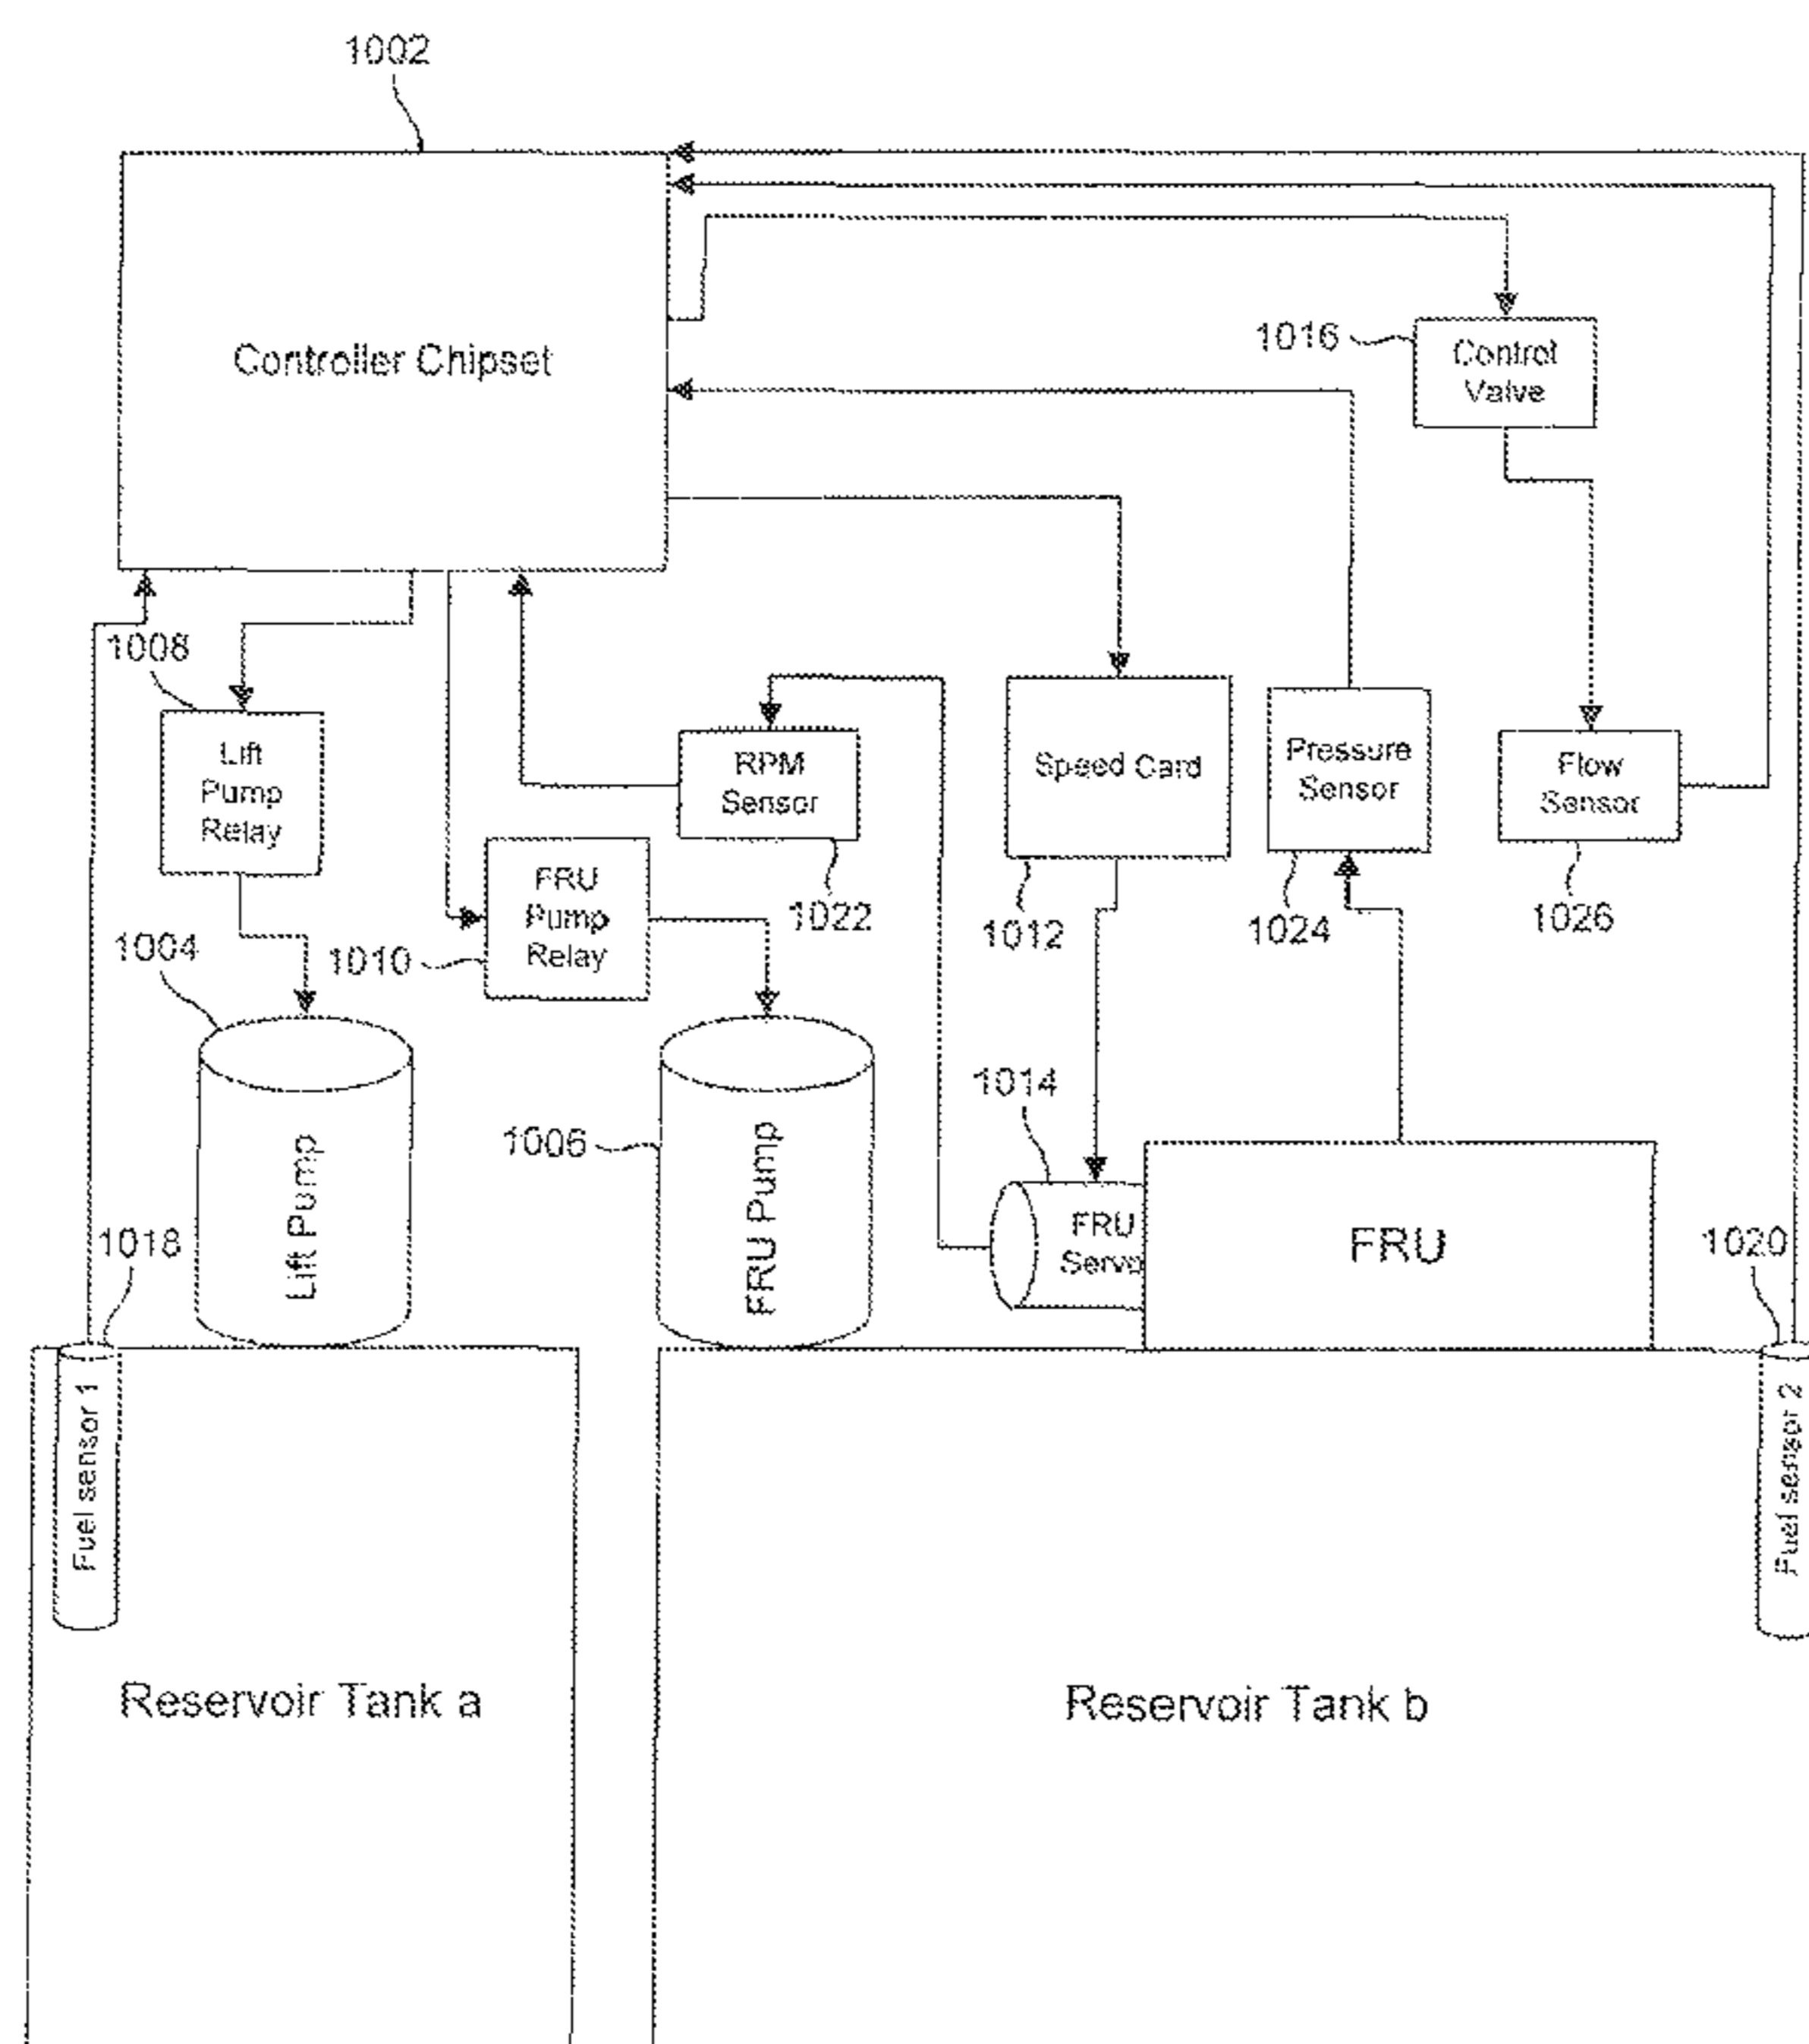 1002
Controller Chipset
1016
Control
Valve
1008
Lift
Pump
Relay
RPM
Sensor
Speed Card
Pressure
Sensor
Flow
Sensor
FRU
Pump
Relay
1022
1012
1024
1026
1004
1010
1014
1006
Lift Pump
FRU Pump
FRU
Servo
FRU
1018
1020
Fuel sensor 1
Fuel sensor 2
Reservoir Tank a
Reservoir Tank b